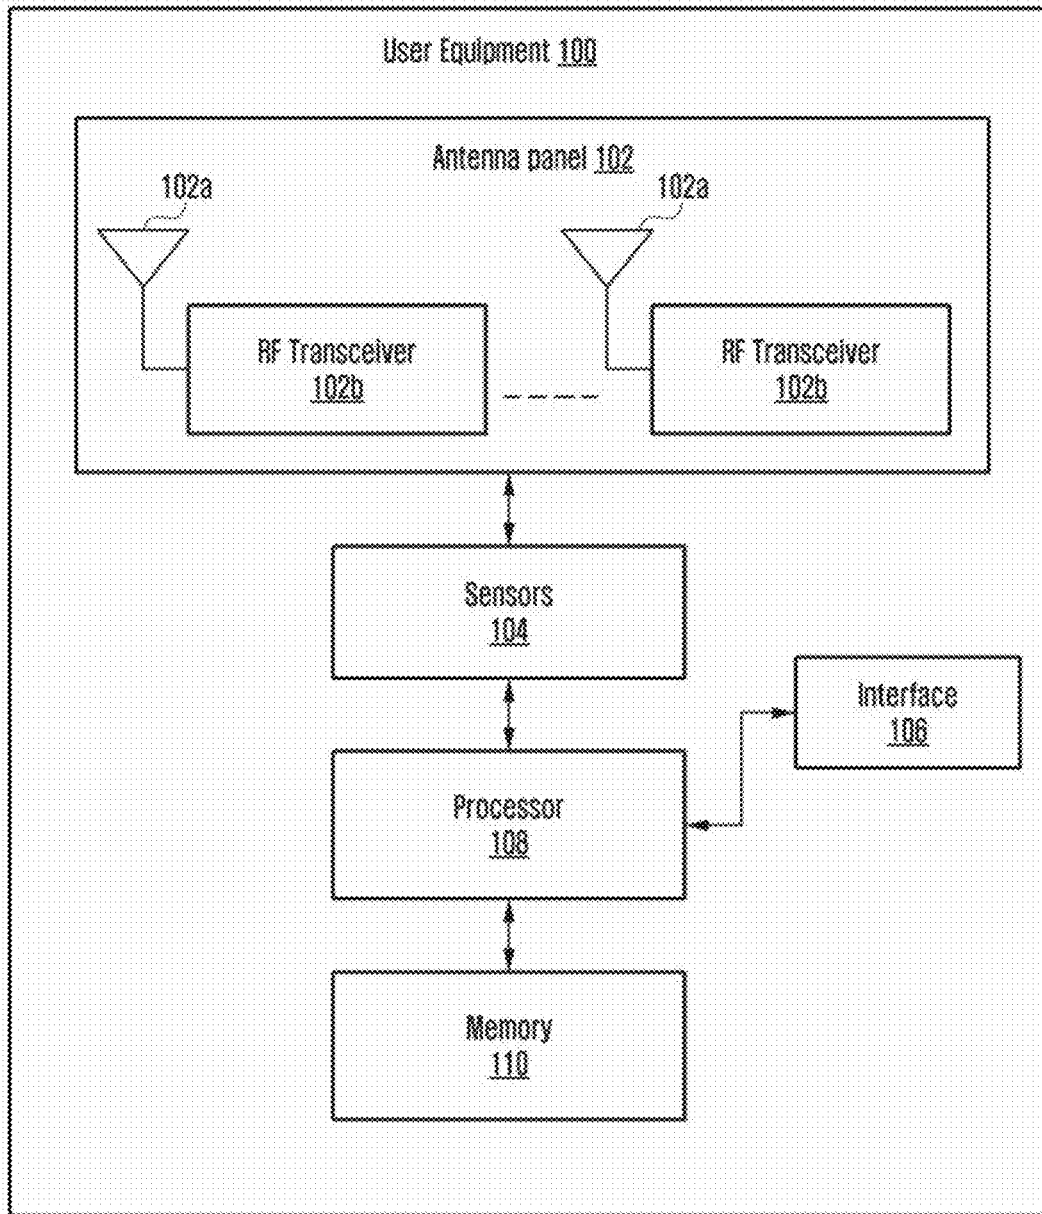 User Equipment 100
Antenna panel 102
102a
102a
RF Transceiver
102b
RF Transceiver
102b
Sensors
104
Interface
106
Processor
108
Memory
110